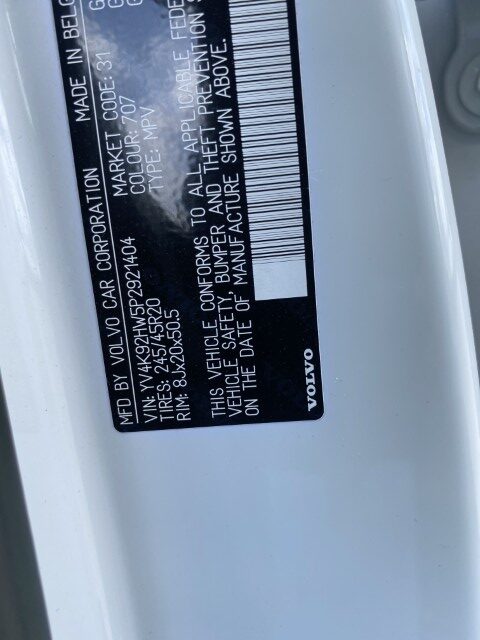 MFD BY VOLVO CAR CORPORATION MADE IN BELG
VIN: YV4K92HW5P2921404
TIRES: 245/45R20 MARKET CODE: 31
RIM: 8Jx20x50.5 COLOUR: 707
TYPE: MPV
THIS VEHICLE CONFORMS TO ALL APPLICABLE FEDE
VEHICLE SAFETY, BUMPER AND THEFT PREVENTION S
ON THE DATE OF MANUFACTURE SHOWN ABOVE.
VOLVO